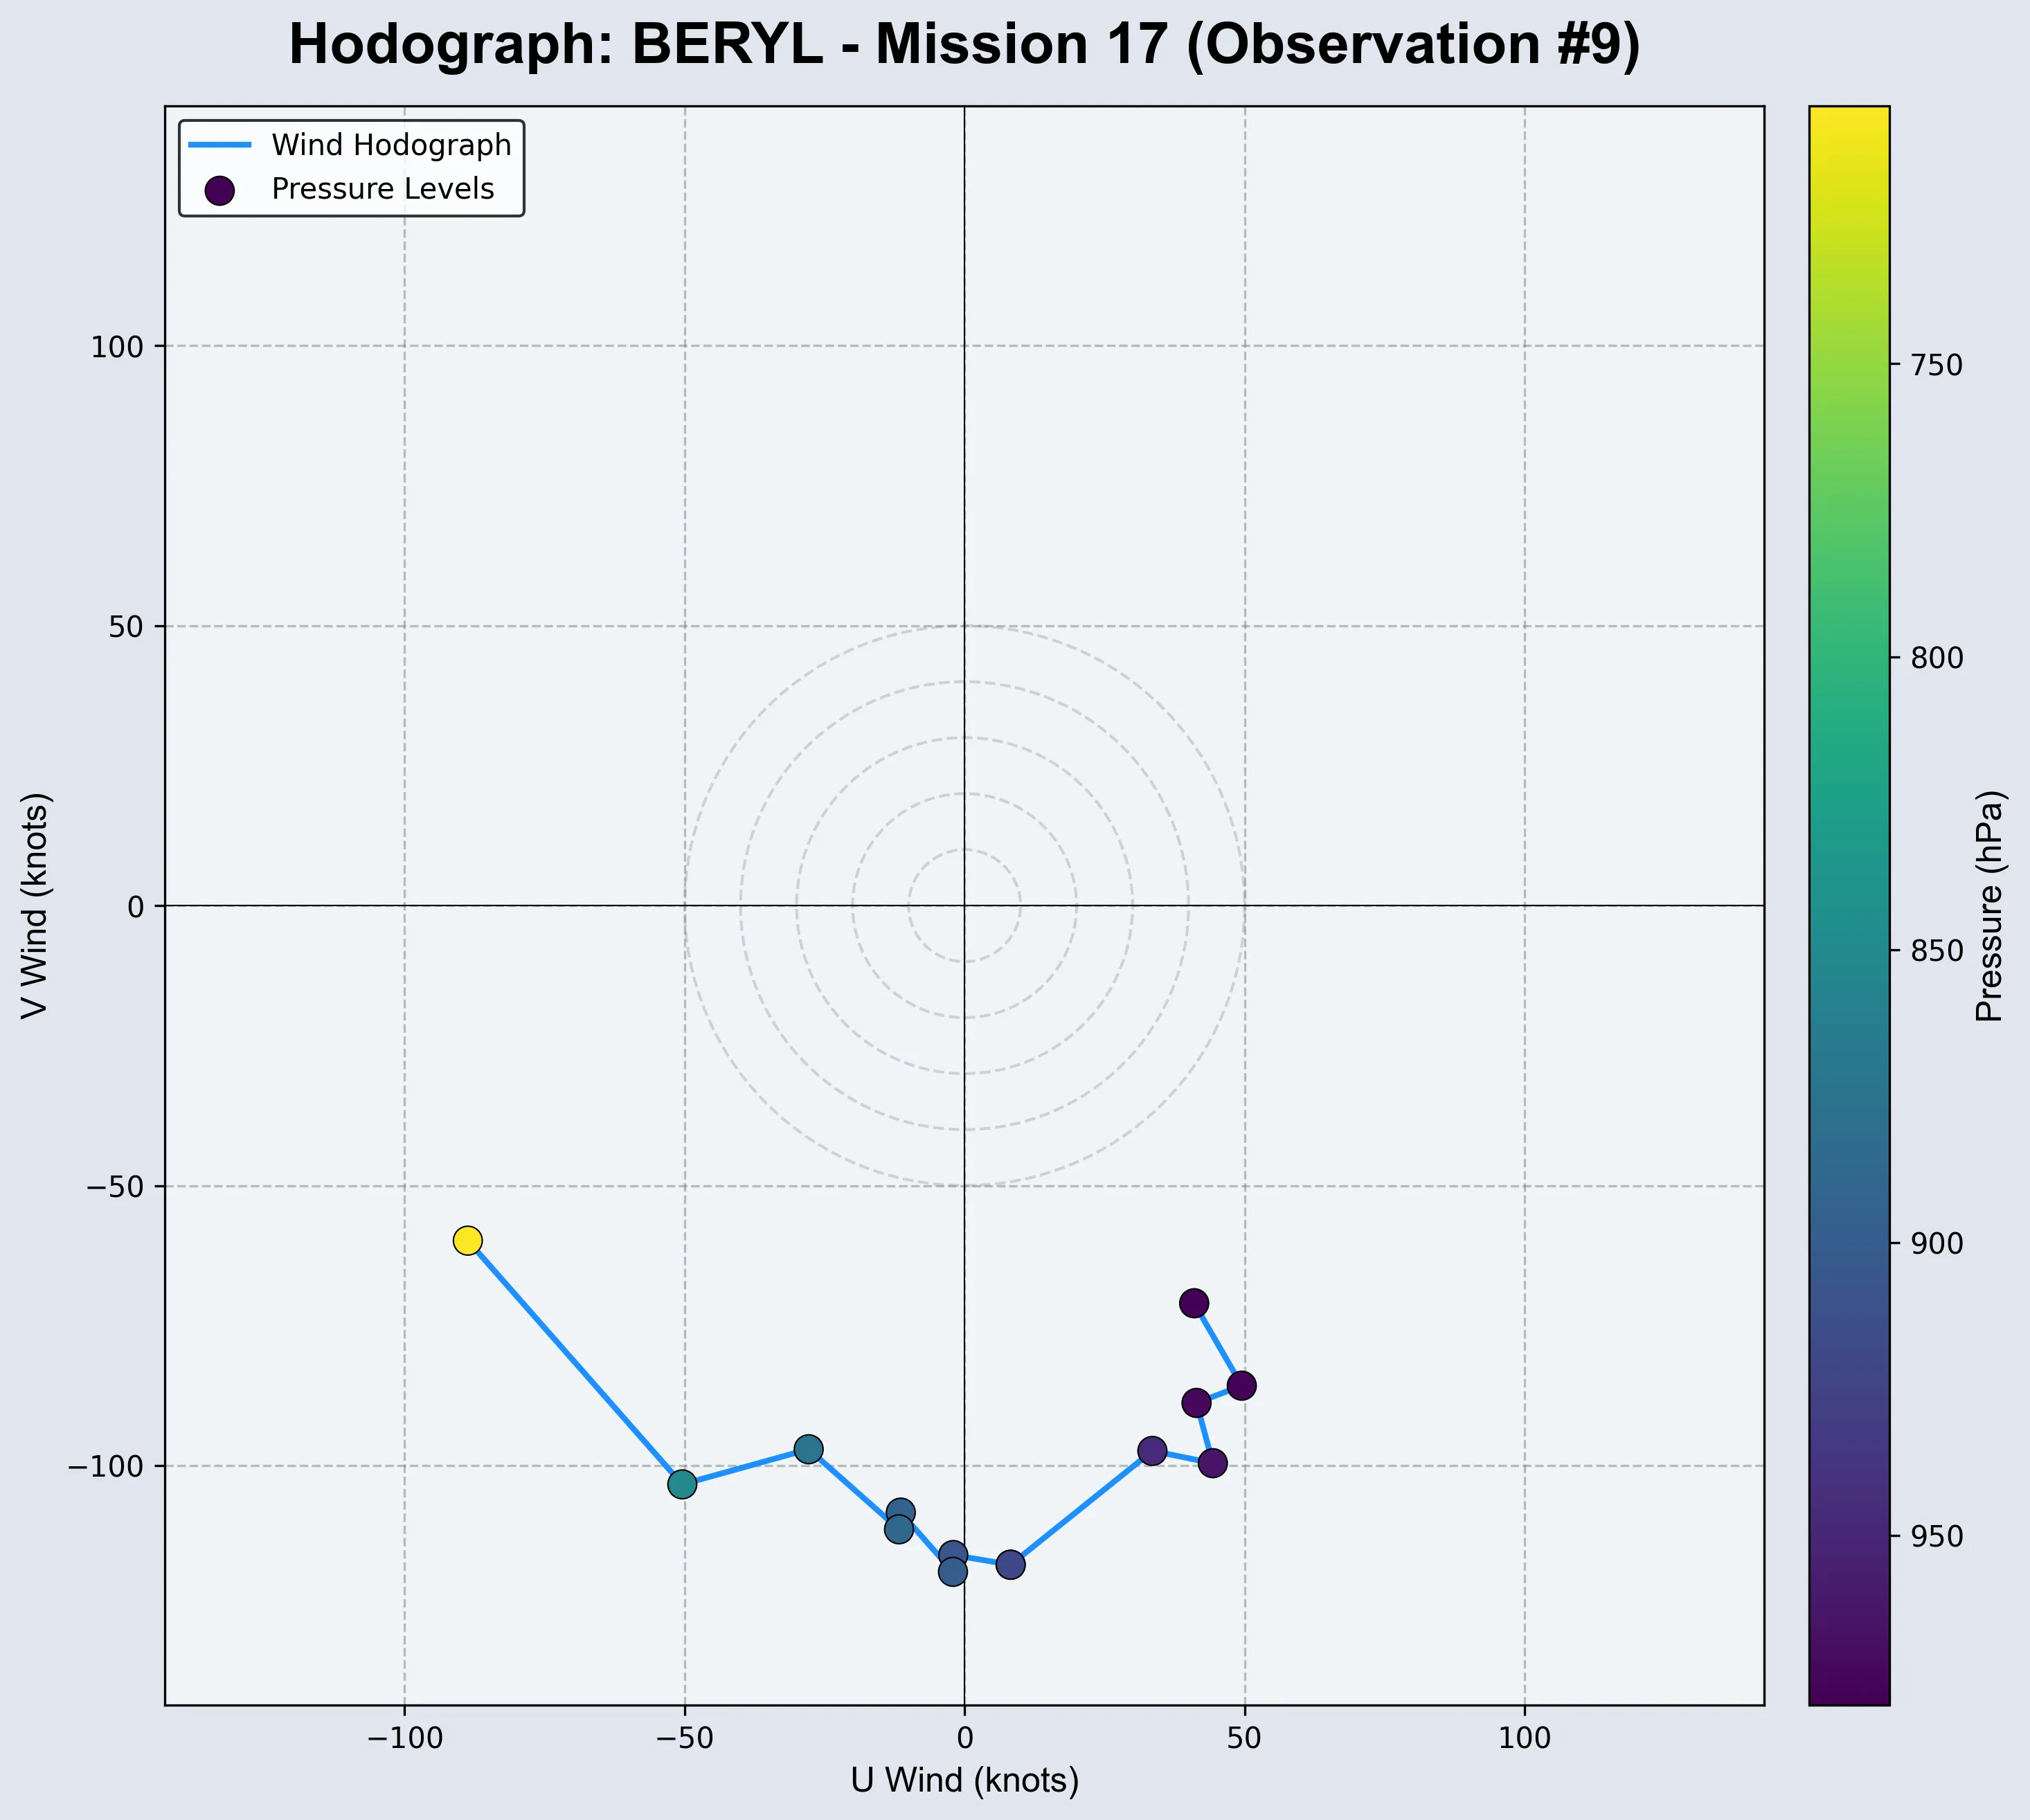 Hodograph: BERYL - Mission 17 (Observation #9)
Wind Hodograph
Pressure Levels
100
50
0
−50
−100
V Wind (knots)
−100
−50
0
50
100
U Wind (knots)
750
800
850
900
950
Pressure (hPa)